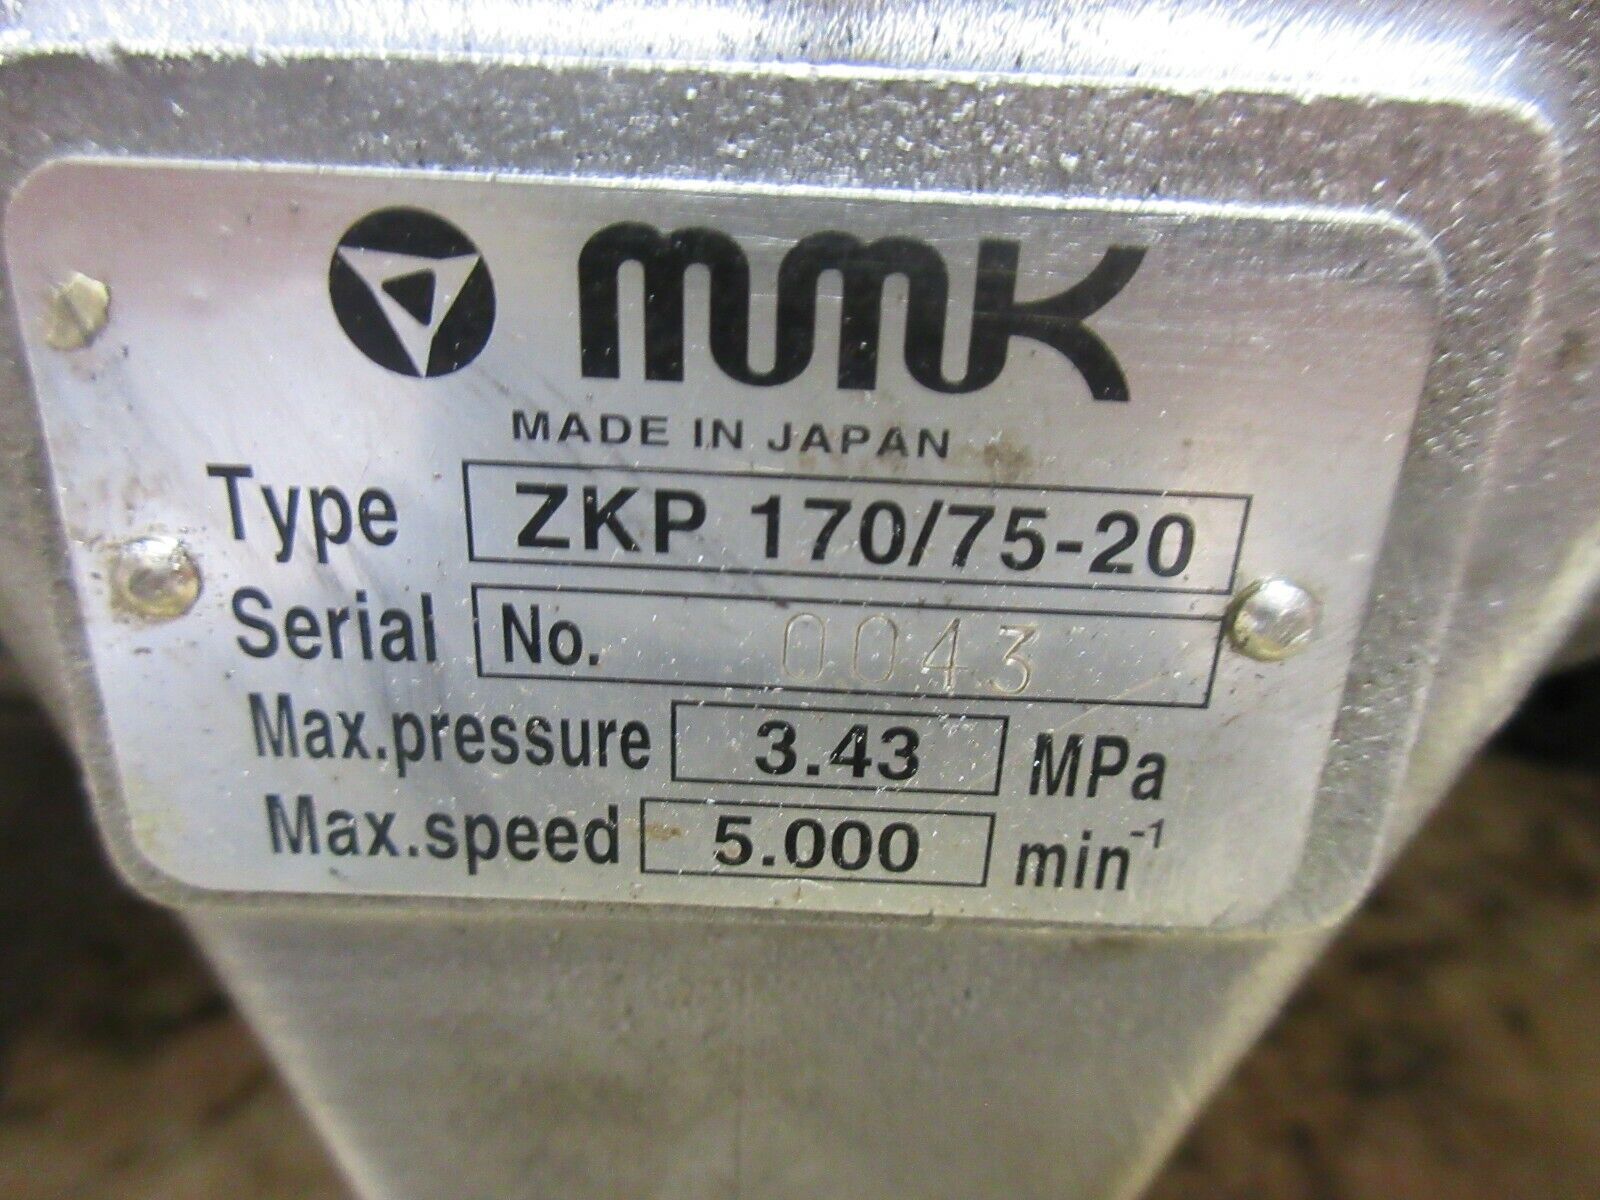 MMK
MADE IN JAPAN
Type ZKP 170/75-20
Serial No. 0043
Max.pressure 3.43 MPa
Max.speed 5.000 min⁻¹